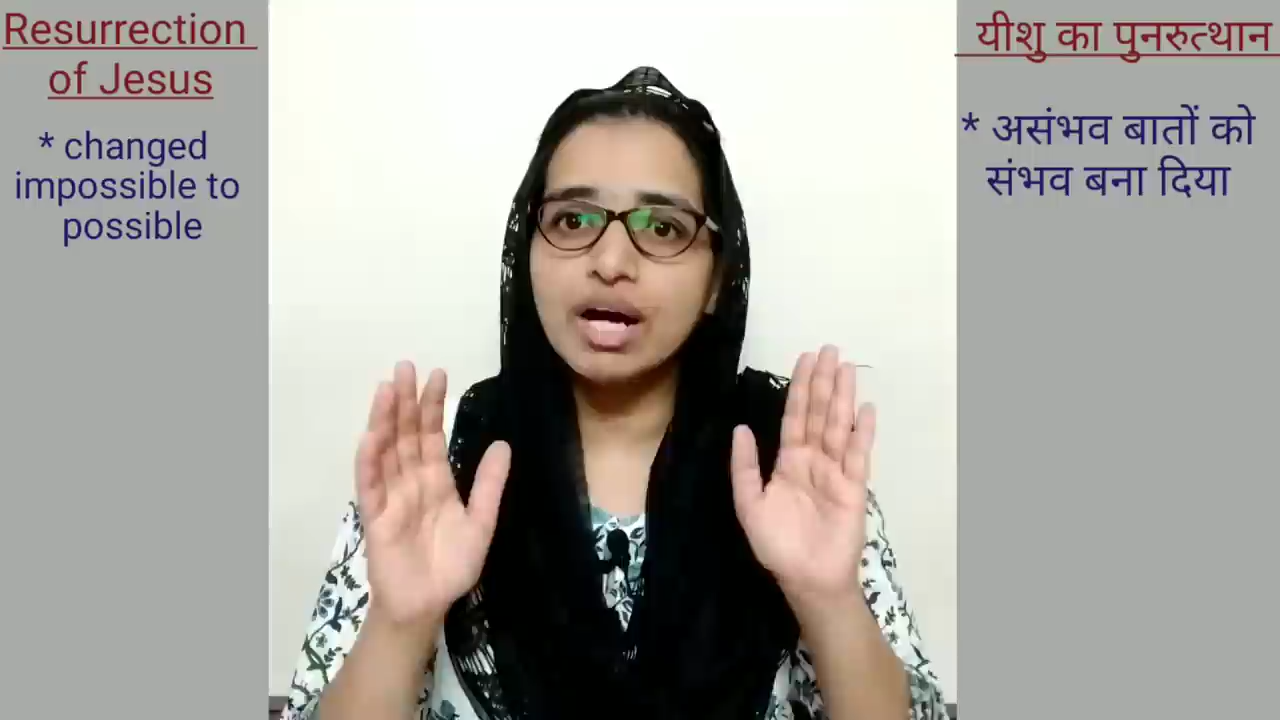 Resurrection
of Jesus
* changed
impossible to
possible
यीशु का पुनरुत्थान
* असंभव बातों को
संभव बना दिया